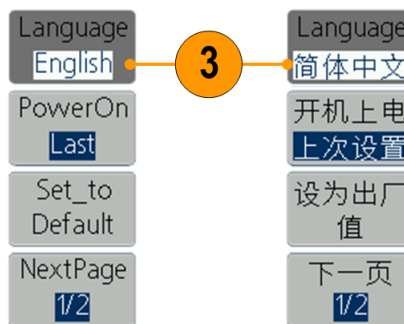 Language
English
PowerOn
Last
Set_to
Default
NextPage
1/2
3
Language
简体中文
开机上电
上次设置
设为出厂
值
下一页
1/2